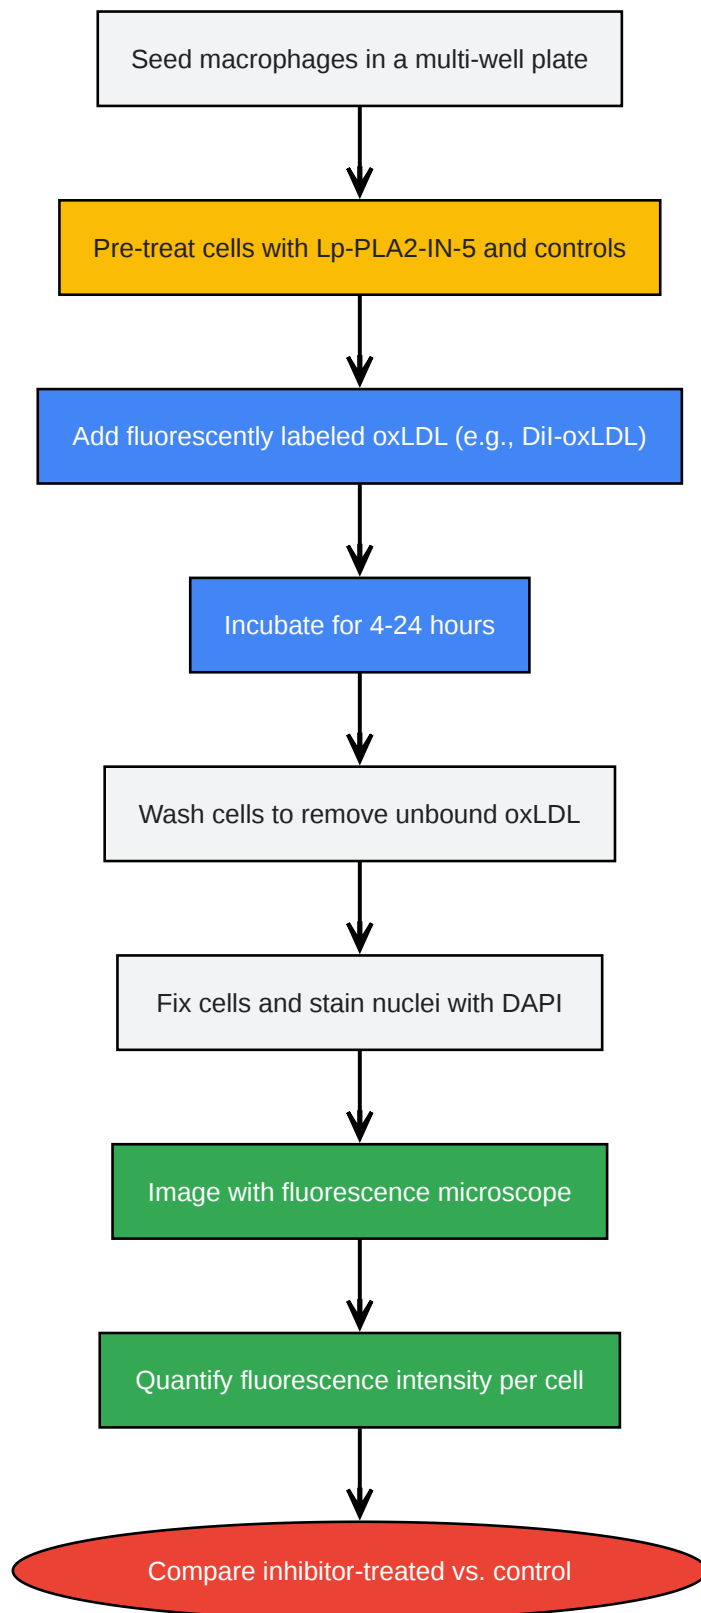 Seed macrophages in a multi-well plate
Pre-treat cells with Lp-PLA2-IN-5 and controls
Add fluorescently labeled oxLDL (e.g., DiI-oxLDL)
Incubate for 4-24 hours
Wash cells to remove unbound oxLDL
Fix cells and stain nuclei with DAPI
Image with fluorescence microscope
Quantify fluorescence intensity per cell
Compare inhibitor-treated vs. control